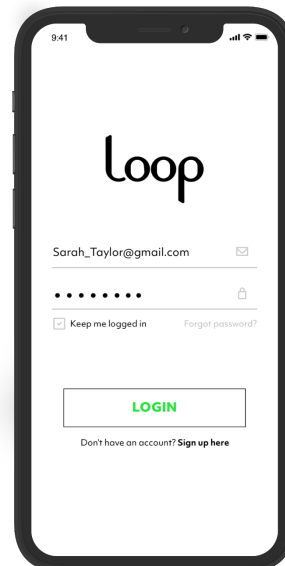 9:41
loop
Sarah_Taylor@gmail.com
••••••••
Keep me logged in Forgot password?
LOGIN
Don't have an account? Sign up here